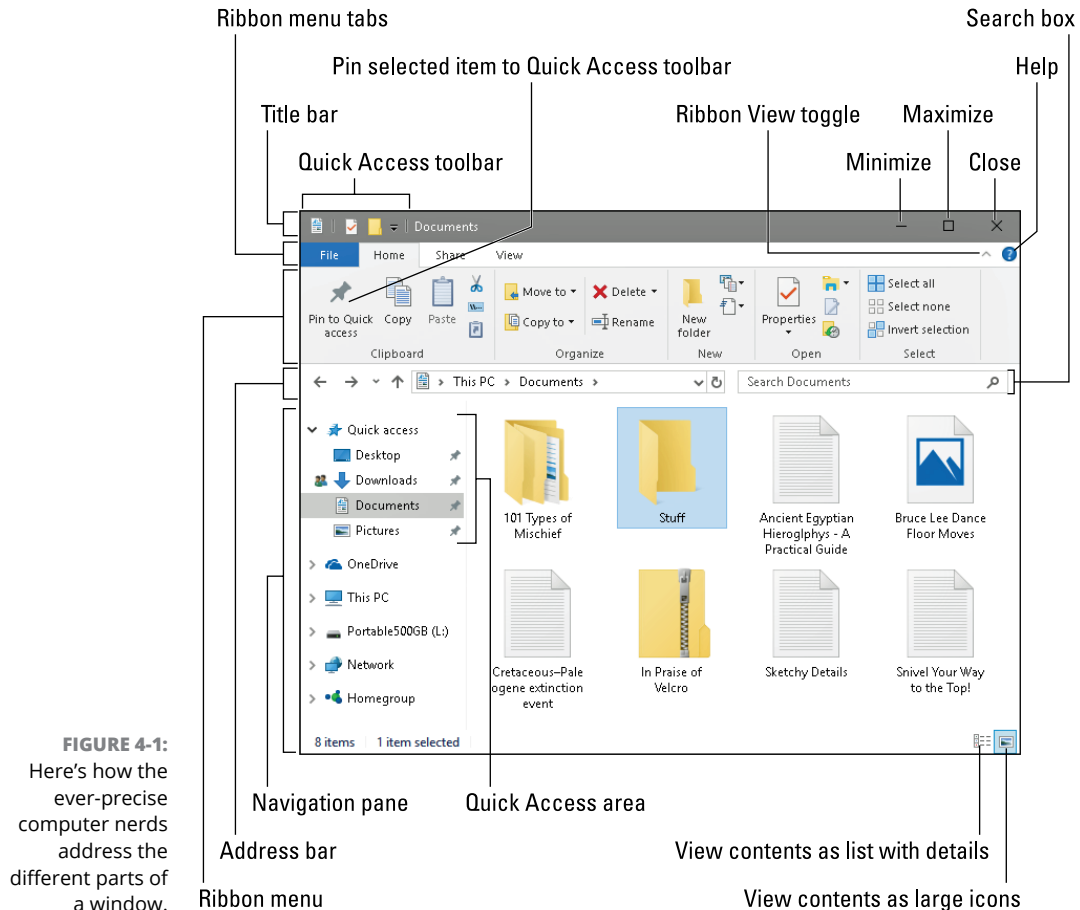 Ribbon menu tabs
Search box
Pin selected item to Quick Access toolbar
Help
Title bar
Ribbon View toggle
Maximize
Quick Access toolbar
Minimize
Close
Documents
File
Home
Share
View
Pin to Quick
access
Copy
Paste
Move to
Copy to
Delete
Rename
New
folder
Properties
Select all
Select none
Invert selection
Clipboard
Organize
New
Open
Select
This PC > Documents >
Search Documents
Quick access
Desktop
Downloads
Documents
Pictures
OneDrive
This PC
Portable500GB (L:)
Network
Homegroup
101 Types of
Mischief
Stuff
Ancient Egyptian
Hieroglphys - A
Practical Guide
Bruce Lee Dance
Floor Moves
Cretaceous–Pale
ogene extinction
event
In Praise of
Velcro
Sketchy Details
Snivel Your Way
to the Top!
8 items
1 item selected
Navigation pane
Quick Access area
Address bar
View contents as list with details
Ribbon menu
View contents as large icons
FIGURE 4-1:
Here's how the
ever-precise
computer nerds
address the
different parts of
a window.